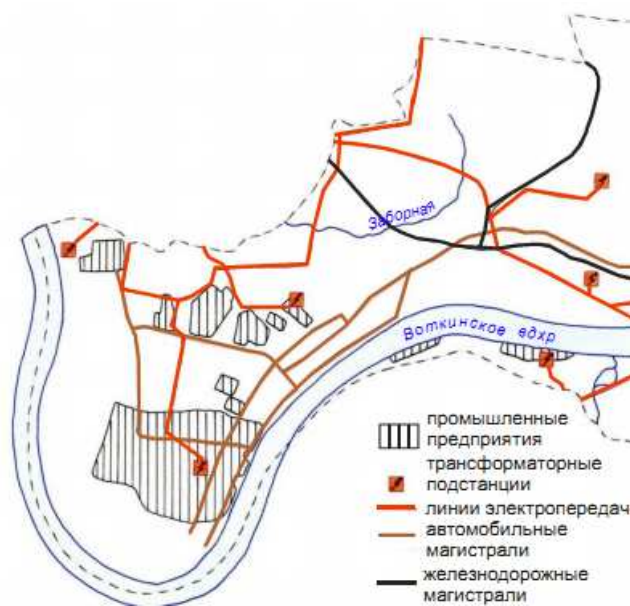 Заборная
Воткинское вдхр
промышленные
предприятия
трансформаторные
подстанции
линии электропередач
автомобильные
магистрали
железнодорожные
магистрали